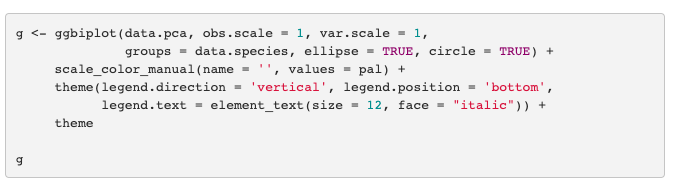 g <- ggbiplot(data.pca, obs.scale = 1, var.scale = 1,
              groups = data.species, ellipse = TRUE, circle = TRUE) +
     scale_color_manual(name = '', values = pal) +
     theme(legend.direction = 'vertical', legend.position = 'bottom',
           legend.text = element_text(size = 12, face = "italic")) +
     theme
g